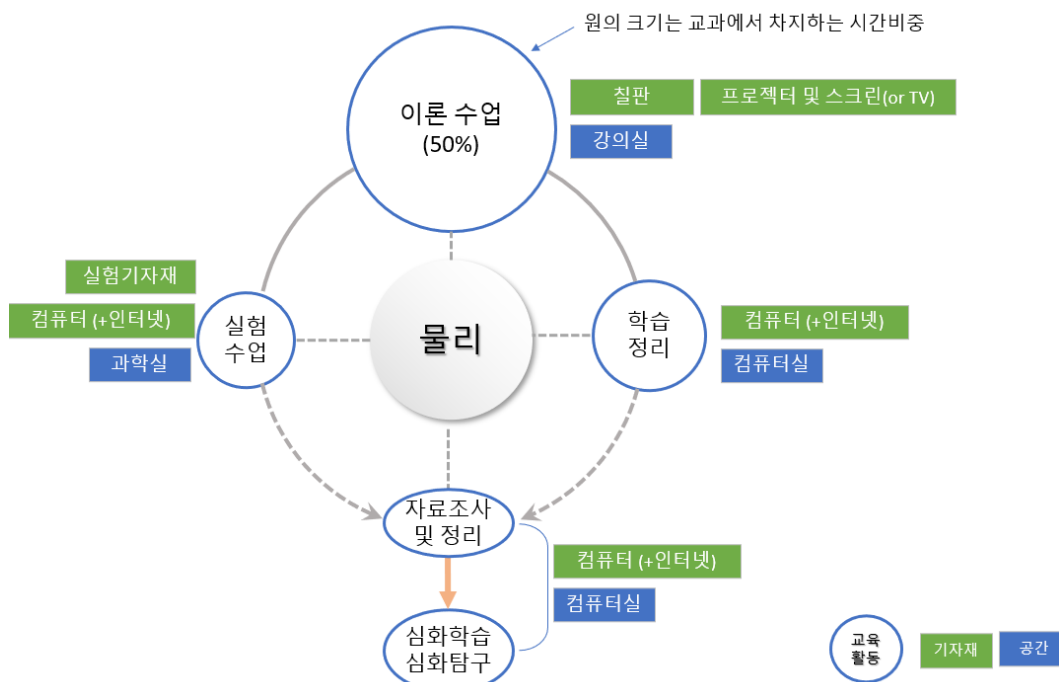 원의 크기는 교과에서 차지하는 시간비중
이론 수업
(50%)
칠판
프로젝터 및 스크린(or TV)
강의실
실험기자재
컴퓨터 (+인터넷)
과학실
실험
수업
물리
학습
정리
컴퓨터 (+인터넷)
컴퓨터실
자료조사
및 정리
컴퓨터 (+인터넷)
컴퓨터실
심화학습
심화탐구
교육
활동
기자재
공간